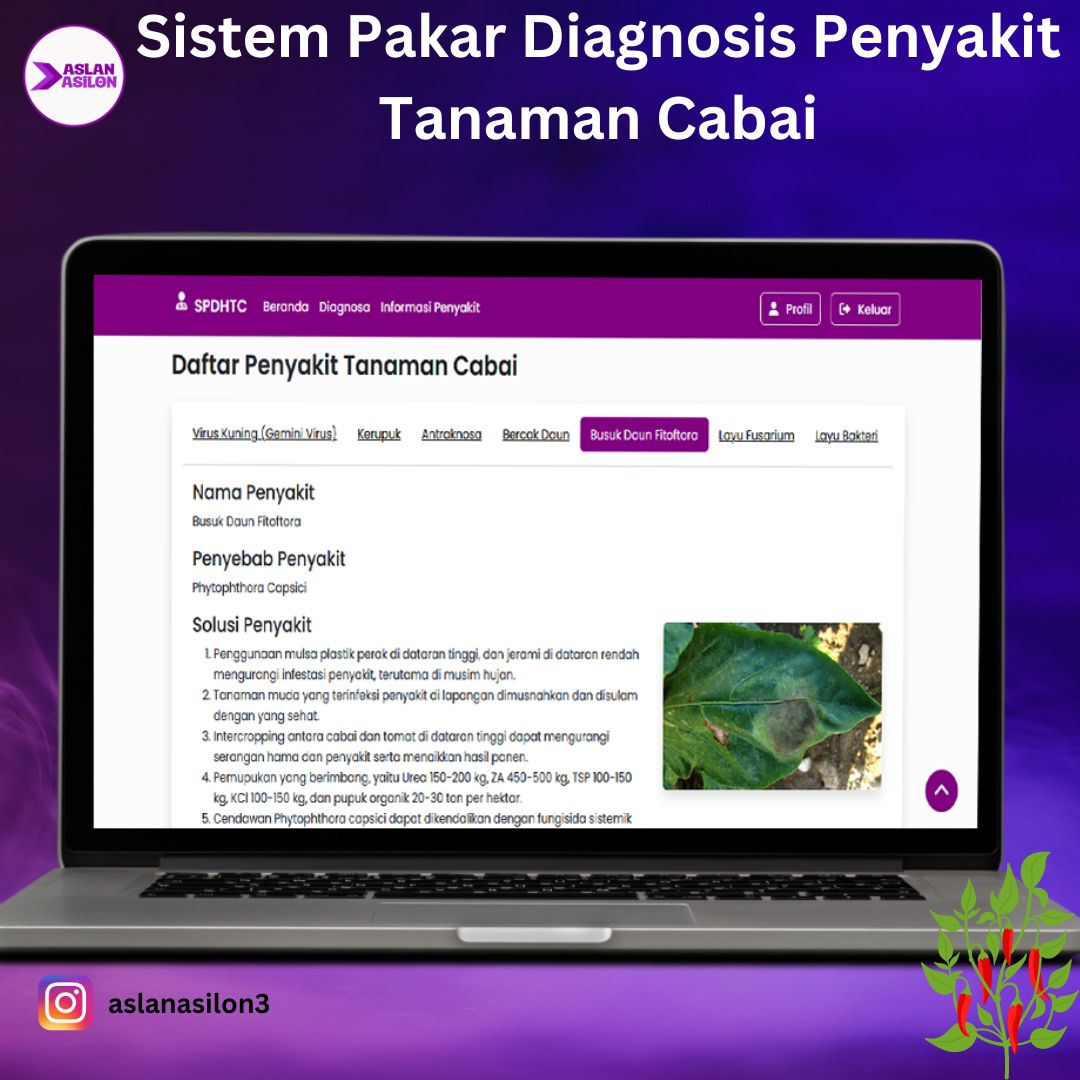 Sistem Pakar Diagnosis Penyakit
Tanaman Cabai
ASLAN
ASILON
SPDHTC Beranda Diagnosa Informasi Penyakit Profil Keluar
Daftar Penyakit Tanaman Cabai
Virus Kuning (Gemini Virus) Kerupuk Antraknosa Bercak Daun Busuk Daun Fitoftora Layu Fusarium Layu Bakteri
Nama Penyakit
Busuk Daun Fitoftora
Penyebab Penyakit
Phytophthora Capsici
Solusi Penyakit
1. Penggunaan mulsa plastik perak di dataran tinggi, dan jerami di dataran rendah
mengurangi infestasi penyakit, terutama di musim hujan.
2. Tanaman muda yang terinfeksi penyakit di lapangan dimusnahkan dan disulam
dengan yang sehat.
3. Intercropping antara cabai dan tomat di dataran tinggi dapat mengurangi
serangan hama dan penyakit serta menaikkan hasil panen.
4. Pemupukan yang berimbang, yaitu Urea 150-200 kg, ZA 450-500 kg, TSP 100-150
kg, KCl 100-150 kg, dan pupuk organik 20-30 ton per hektar.
5. Cendawan Phytophthora capsici dapat dikendalikan dengan fungisida sistemik
aslanasilon3